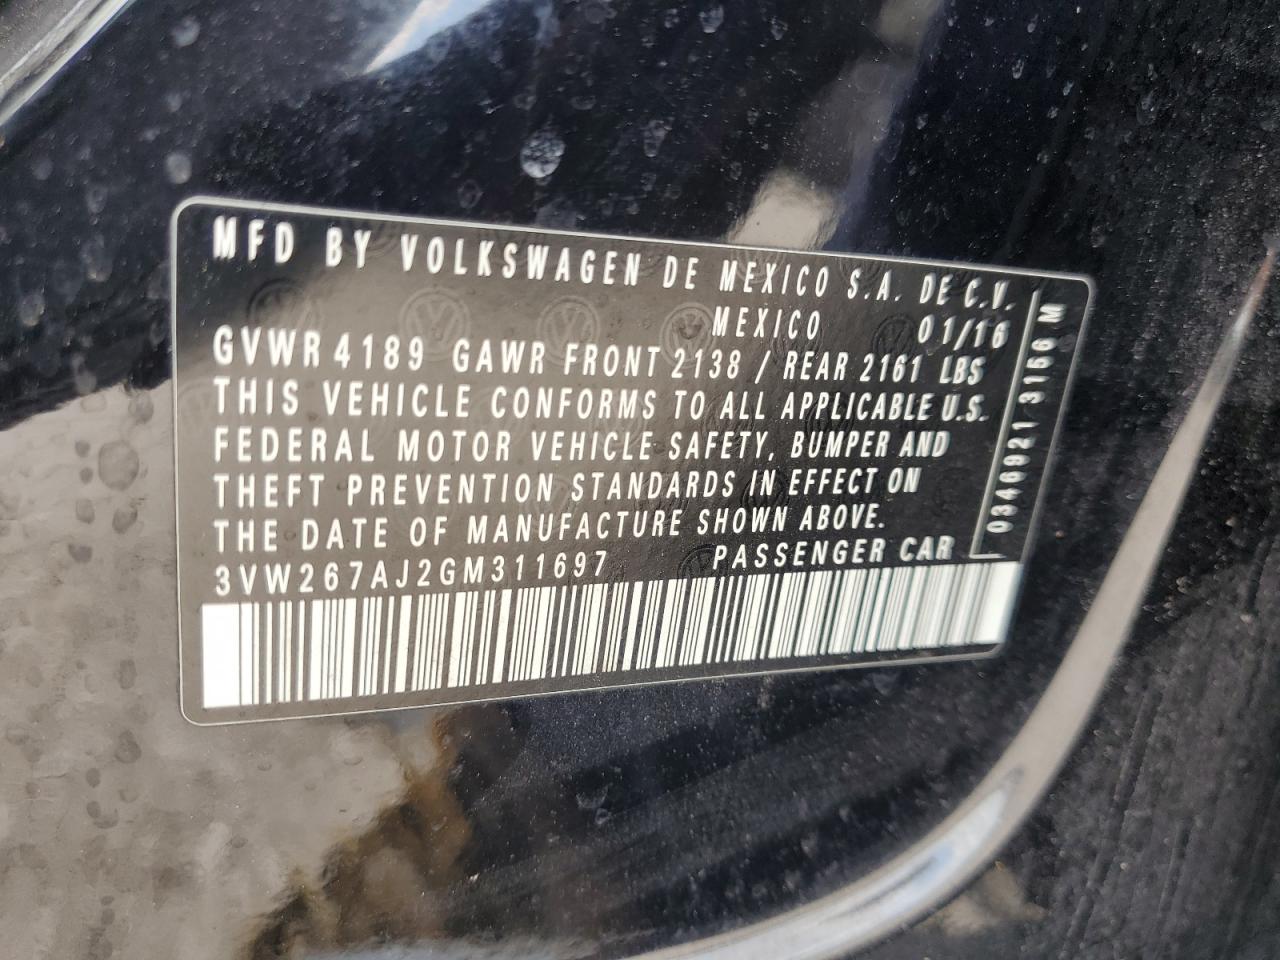 MFD BY VOLKSWAGEN DE MEXICO S.A. DE C.V.
MEXICO 01/16
GVWR 4189 GAWR FRONT 2138 / REAR 2161 LBS
THIS VEHICLE CONFORMS TO ALL APPLICABLE U.S.
FEDERAL MOTOR VEHICLE SAFETY, BUMPER AND
THEFT PREVENTION STANDARDS IN EFFECT ON
THE DATE OF MANUFACTURE SHOWN ABOVE.
3VW267AJ2GM311697 PASSENGER CAR
0346921 3166 M